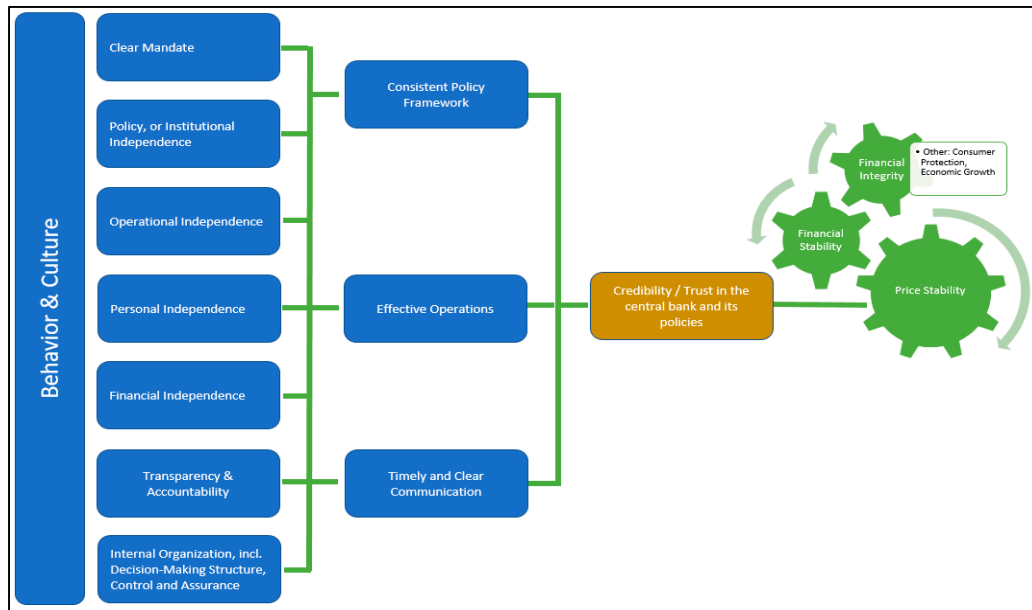 Behavior & Culture
Clear Mandate
Policy, or Institutional
Independence
Operational Independence
Personal Independence
Financial Independence
Transparency &
Accountability
Internal Organization, incl.
Decision-Making Structure,
Control and Assurance
Consistent Policy
Framework
Effective Operations
Timely and Clear
Communication
Credibility / Trust in the
central bank and its
policies
Financial
Integrity
• Other: Consumer
Protection,
Economic Growth
Financial
Stability
Price Stability